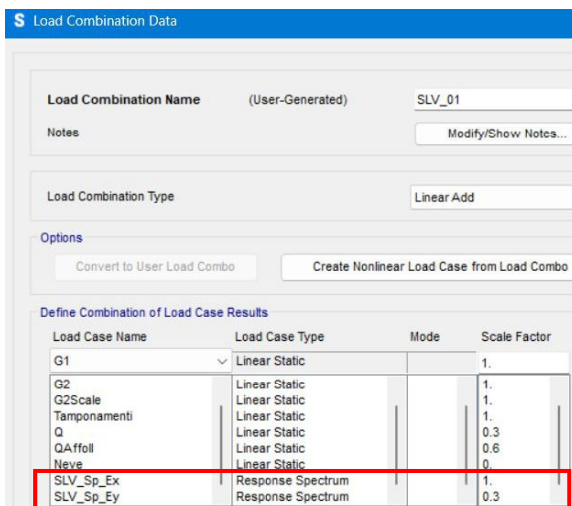 S Load Combination Data
Load Combination Name (User-Generated) SLV_01
Notes Modify/Show Notes...
Load Combination Type Linear Add
Options
Convert to User Load Combo Create Nonlinear Load Case from Load Combo
Define Combination of Load Case Results
Load Case Name Load Case Type Mode Scale Factor
G1 Linear Static 1.
G2 Linear Static 1.
G2Scale Linear Static 1.
Tamponamenti Linear Static 1.
Q Linear Static 0.3
QAffoll Linear Static 0.6
Neve Linear Static 0.
SLV_Sp_Ex Response Spectrum 1.
SLV_Sp_Ey Response Spectrum 0.3